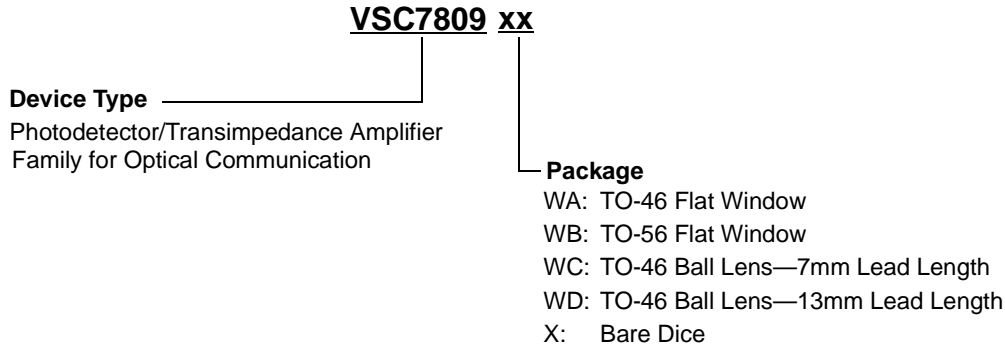 VSC7809 xx
Device Type
Photodetector/Transimpedance Amplifier
Family for Optical Communication
Package
WA: TO-46 Flat Window
WB: TO-56 Flat Window
WC: TO-46 Ball Lens—7mm Lead Length
WD: TO-46 Ball Lens—13mm Lead Length
X: Bare Dice